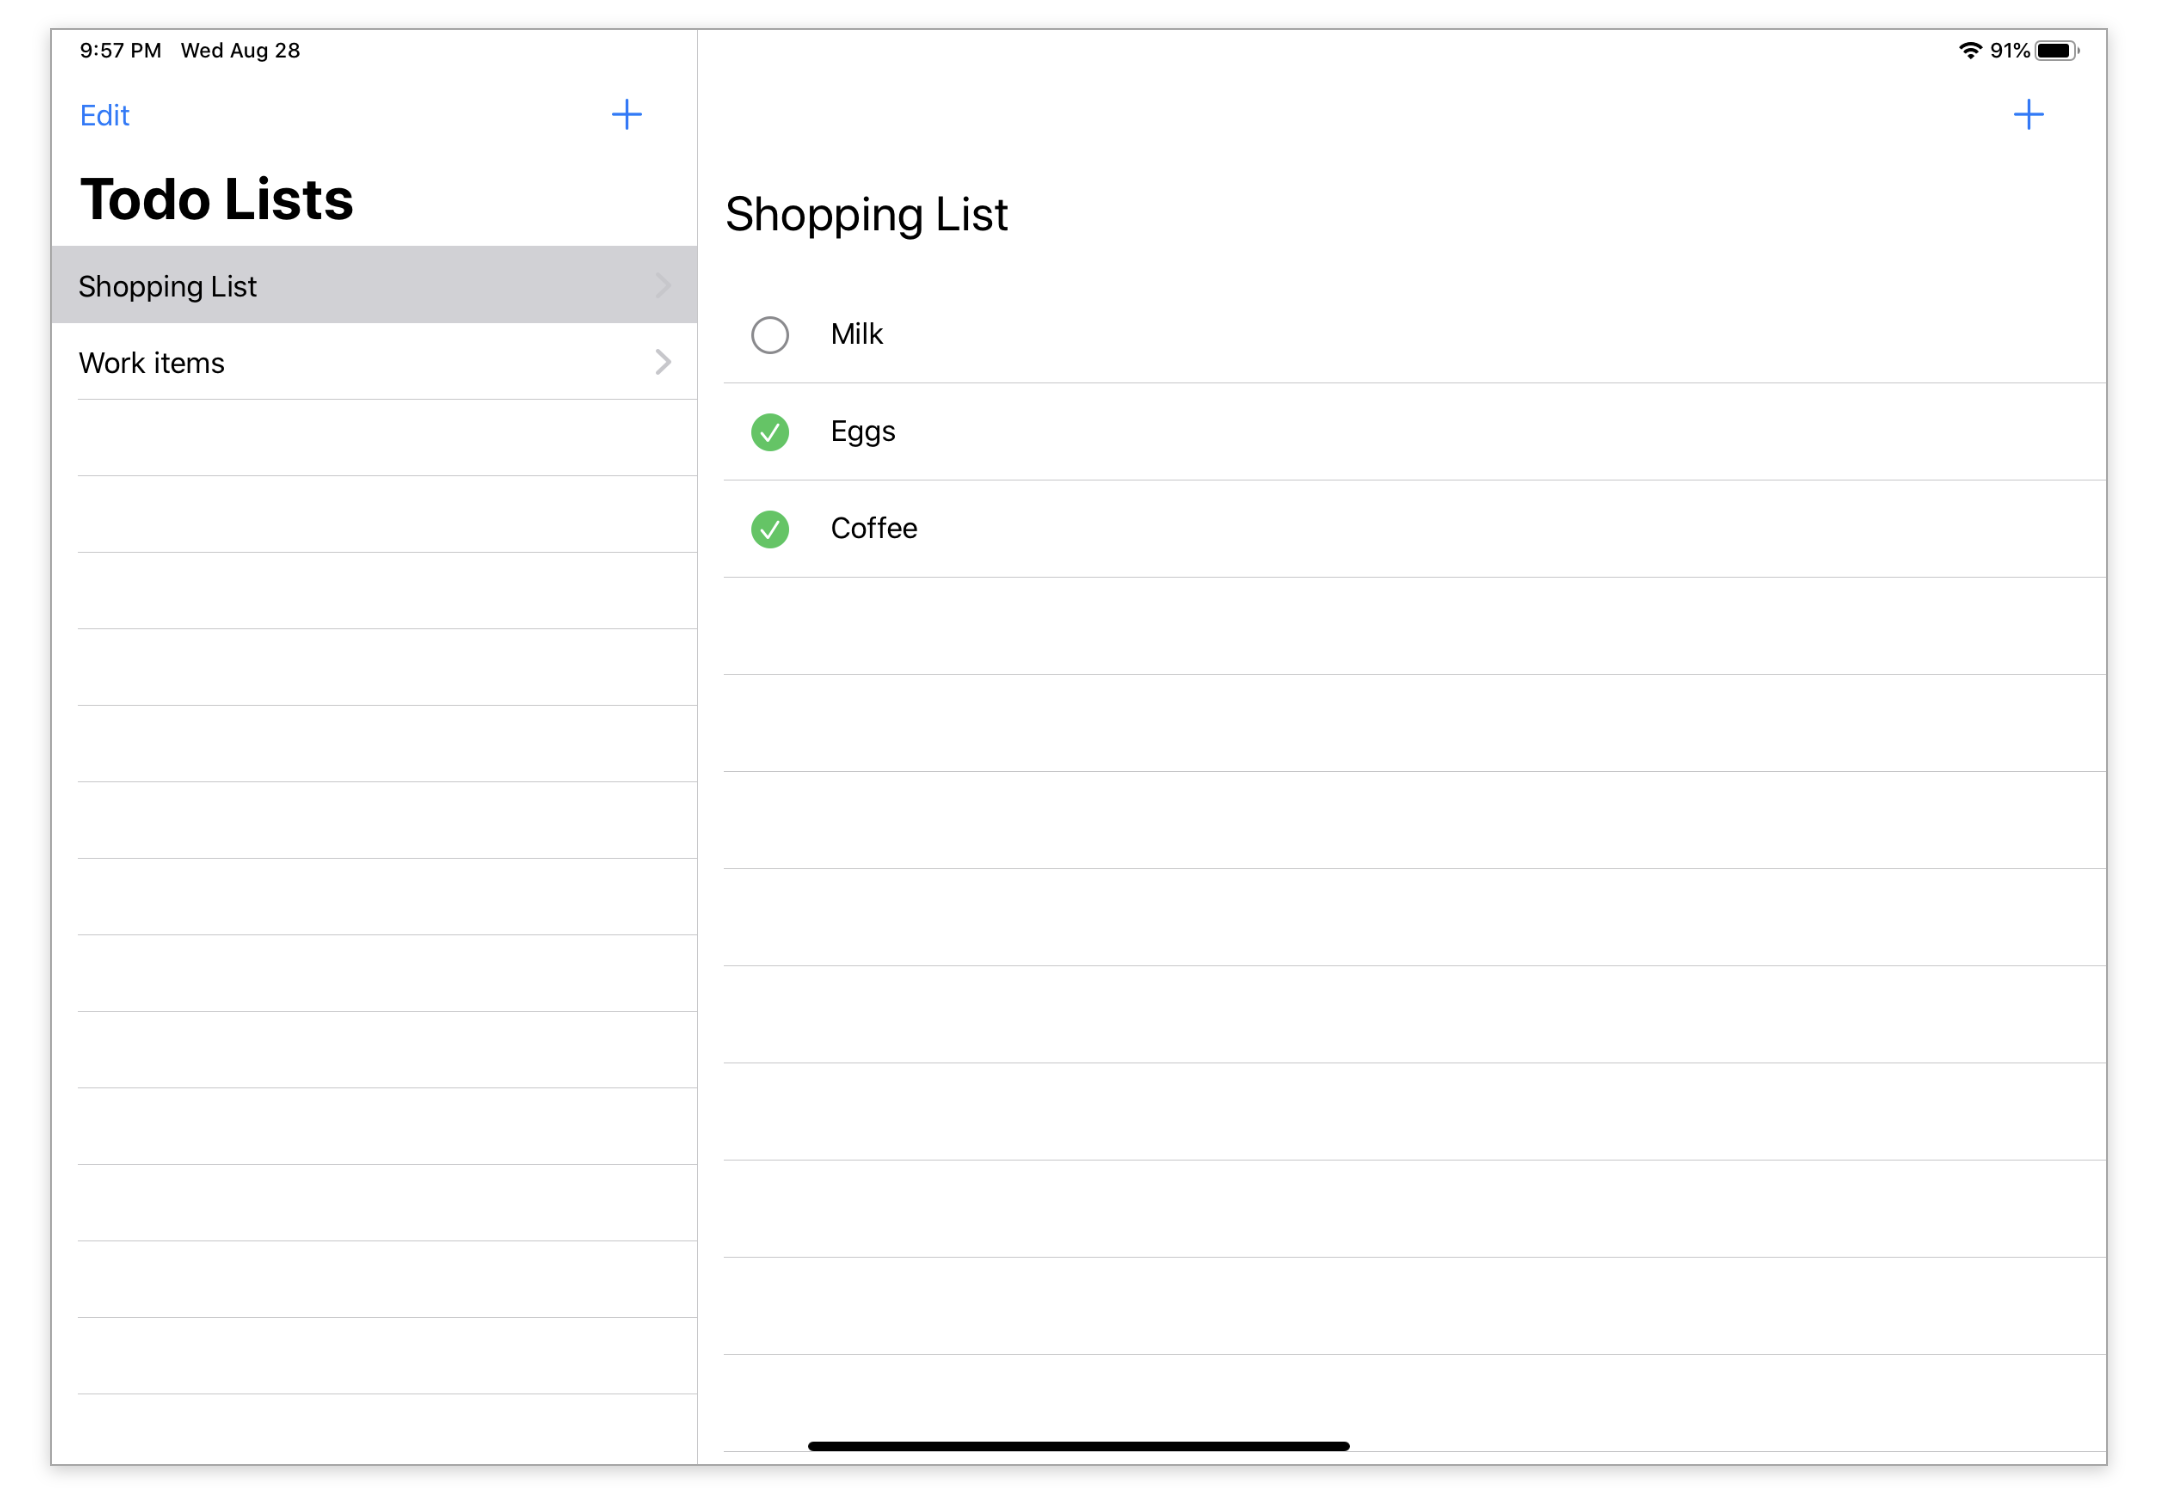 9:57 PM Wed Aug 28
91%
Edit
Todo Lists
Shopping List
Work items
Shopping List
Milk
Eggs
Coffee